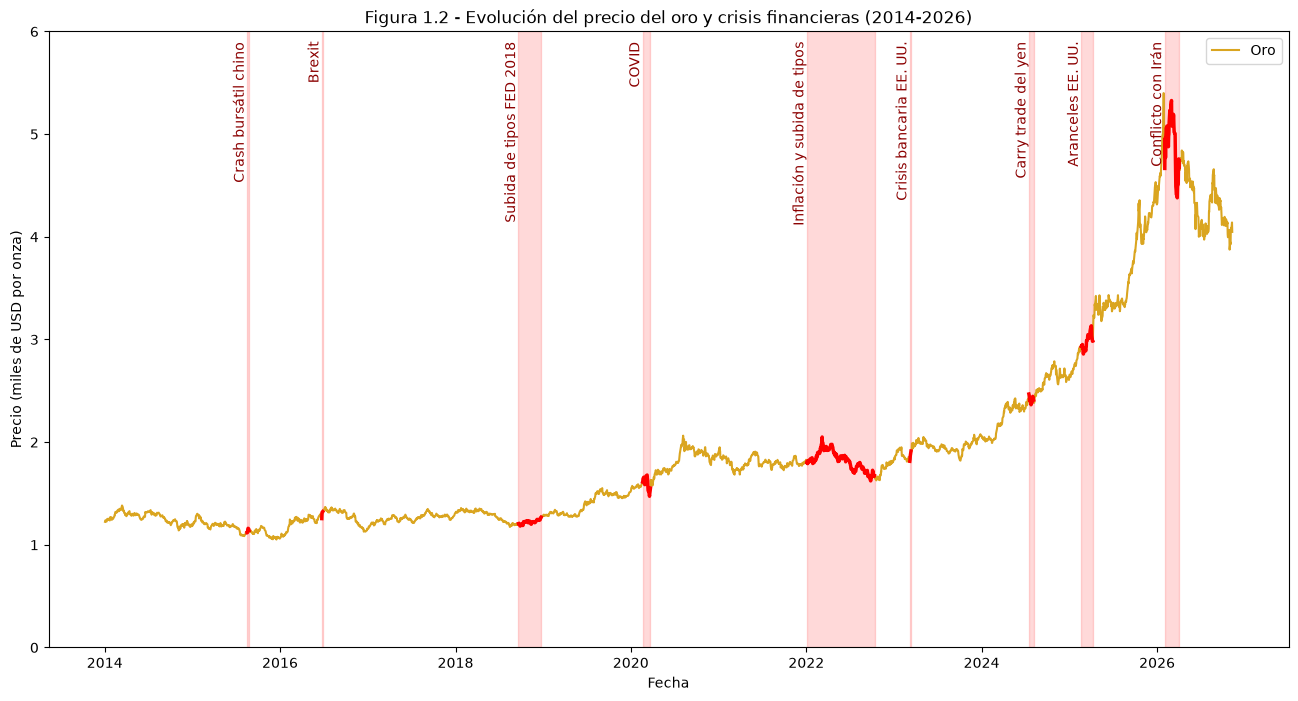 Figura 1.2 - Evolución del precio del oro y crisis financieras (2014-2026)
Oro
Crash bursátil chino
Brexit
Subida de tipos FED 2018
COVID
Inflación y subida de tipos
Crisis bancaria EE. UU.
Carry trade del yen
Aranceles EE. UU.
Conflicto con Irán
Precio (miles de USD por onza)
6
5
4
3
2
1
0
2014
2016
2018
2020
2022
2024
2026
Fecha